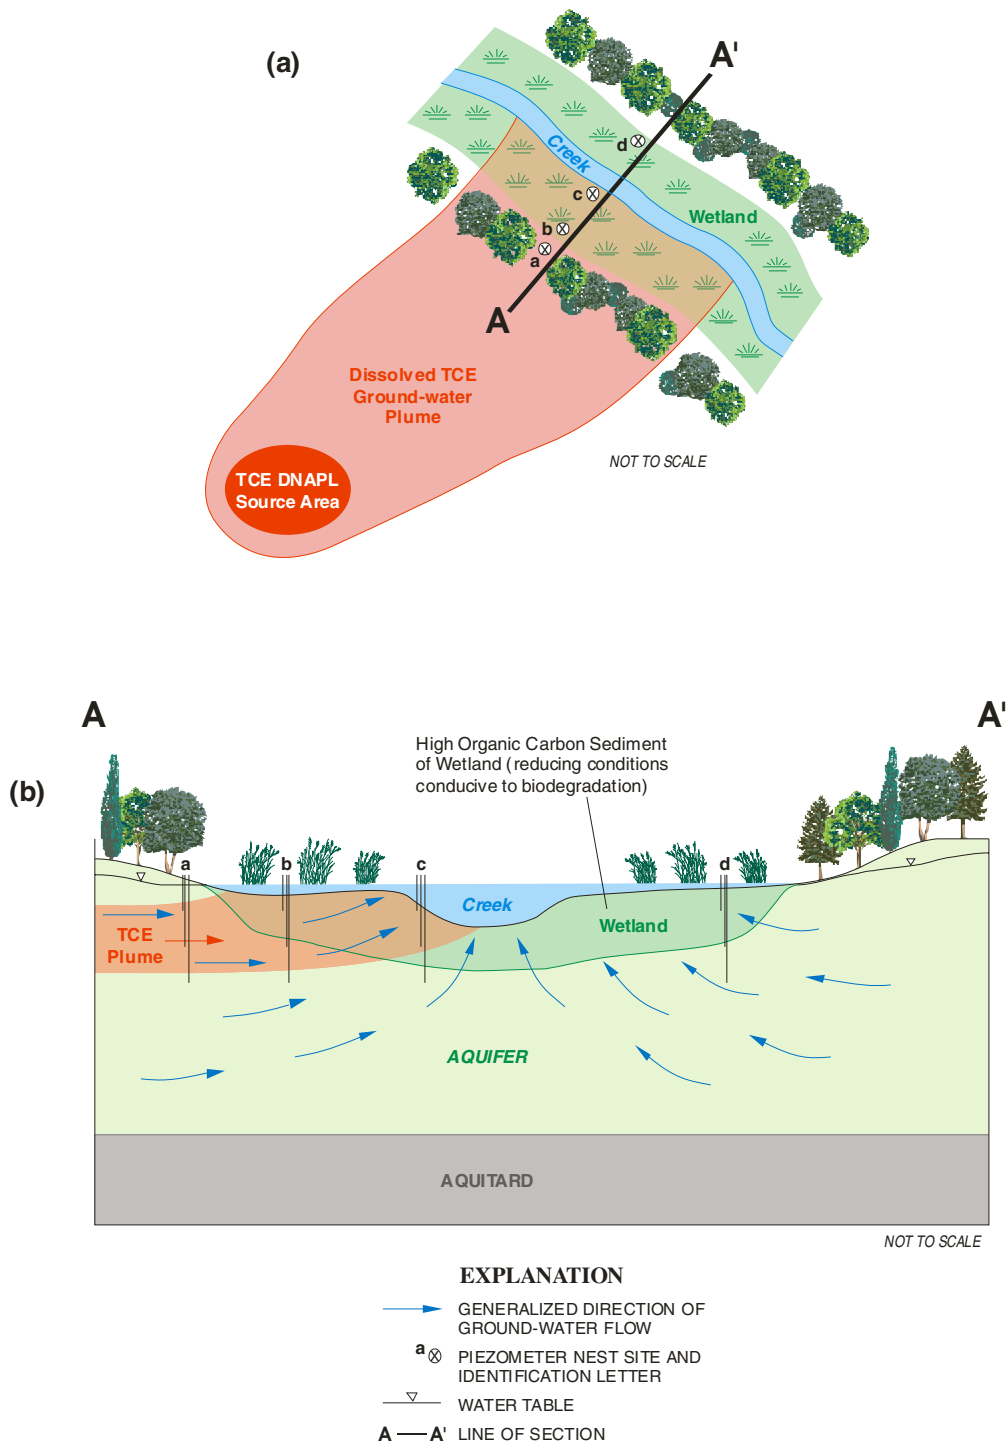 (a)
A'
d
Creek
c
Wetland
b
a
A
Dissolved TCE
Ground-water
Plume
NOT TO SCALE
TCE DNAPL
Source Area
A
A'
High Organic Carbon Sediment
of Wetland (reducing conditions
conducive to biodegradation)
(b)
a
b
c
d
Creek
Wetland
TCE
Plume
AQUIFER
AQUITARD
NOT TO SCALE
EXPLANATION
GENERALIZED DIRECTION OF
GROUND-WATER FLOW
a
PIEZOMETER NEST SITE AND
IDENTIFICATION LETTER
WATER TABLE
A — A' LINE OF SECTION